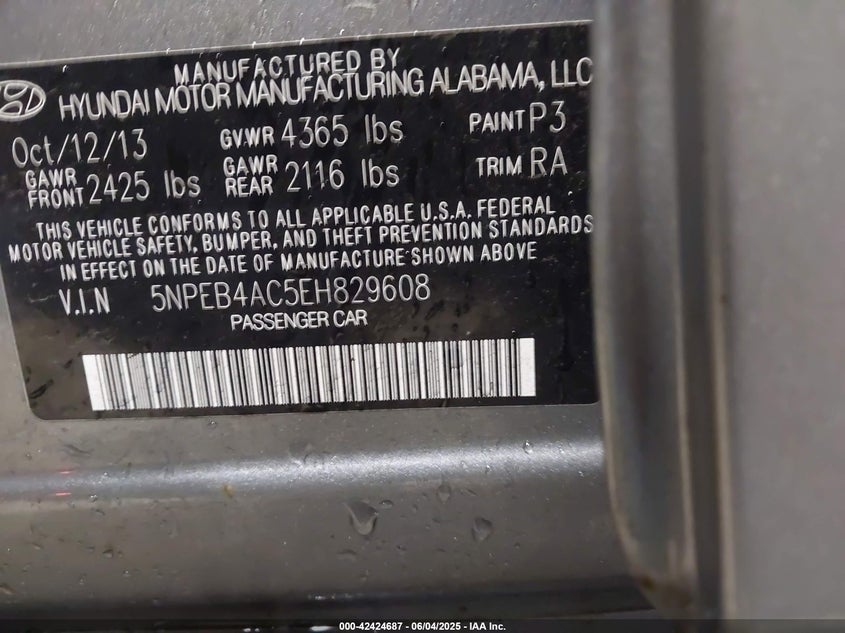 MANUFACTURED BY
HYUNDAI MOTOR MANUFACTURING ALABAMA, LLC
Oct/12/13 GVWR 4365 lbs PAINT P3
GAWR FRONT 2425 lbs GAWR REAR 2116 lbs TRIM RA
THIS VEHICLE CONFORMS TO ALL APPLICABLE U.S.A. FEDERAL
MOTOR VEHICLE SAFETY, BUMPER, AND THEFT PREVENTION STANDARDS
IN EFFECT ON THE DATE OF MANUFACTURE SHOWN ABOVE
V.I.N 5NPEB4AC5EH829608
PASSENGER CAR
000-42424687 - 06/04/2025 - IAA Inc.